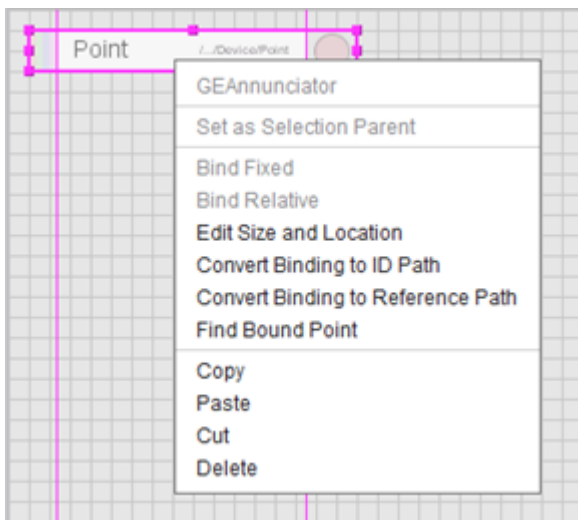 Point /.../Device/Point
GEAnnunciator
Set as Selection Parent
Bind Fixed
Bind Relative
Edit Size and Location
Convert Binding to ID Path
Convert Binding to Reference Path
Find Bound Point
Copy
Paste
Cut
Delete